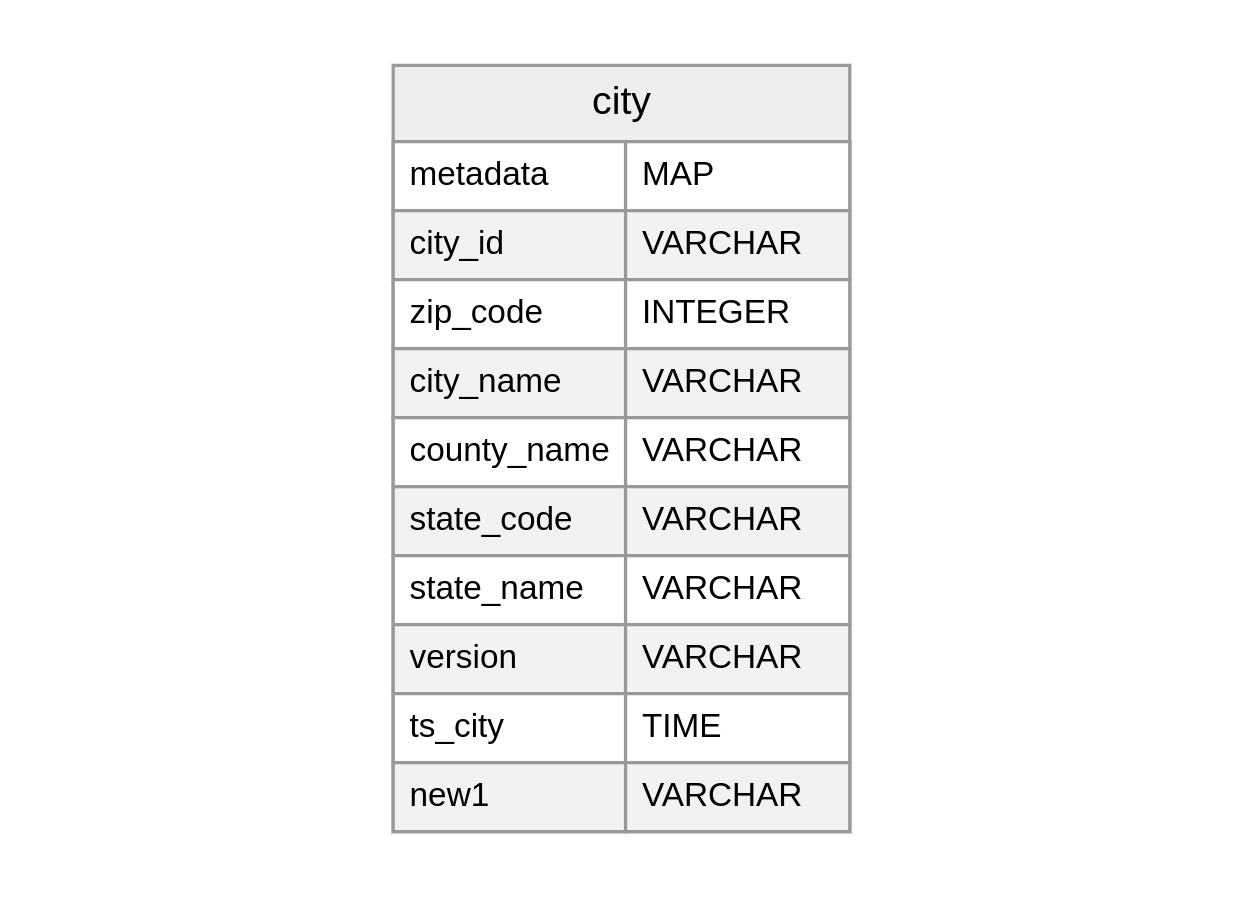 city
metadata MAP
city_id VARCHAR
zip_code INTEGER
city_name VARCHAR
county_name VARCHAR
state_code VARCHAR
state_name VARCHAR
version VARCHAR
ts_city TIME
new1 VARCHAR